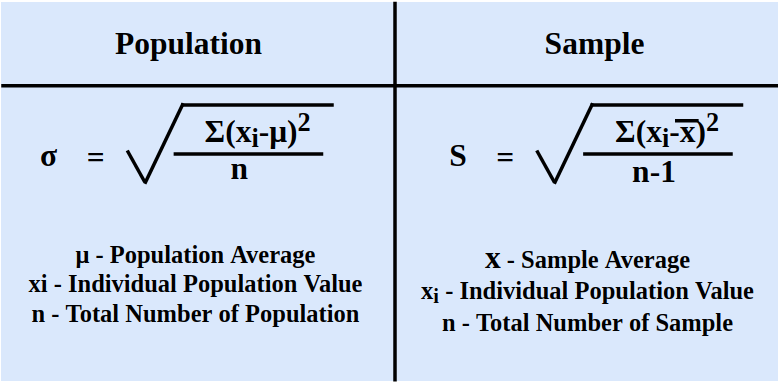 Population
σ = √ Σ(xᵢ-μ)²
n
μ - Population Average
xi - Individual Population Value
n - Total Number of Population
Sample
S = √ Σ(xᵢ-x̅)²
n-1
x - Sample Average
xᵢ - Individual Population Value
n - Total Number of Sample